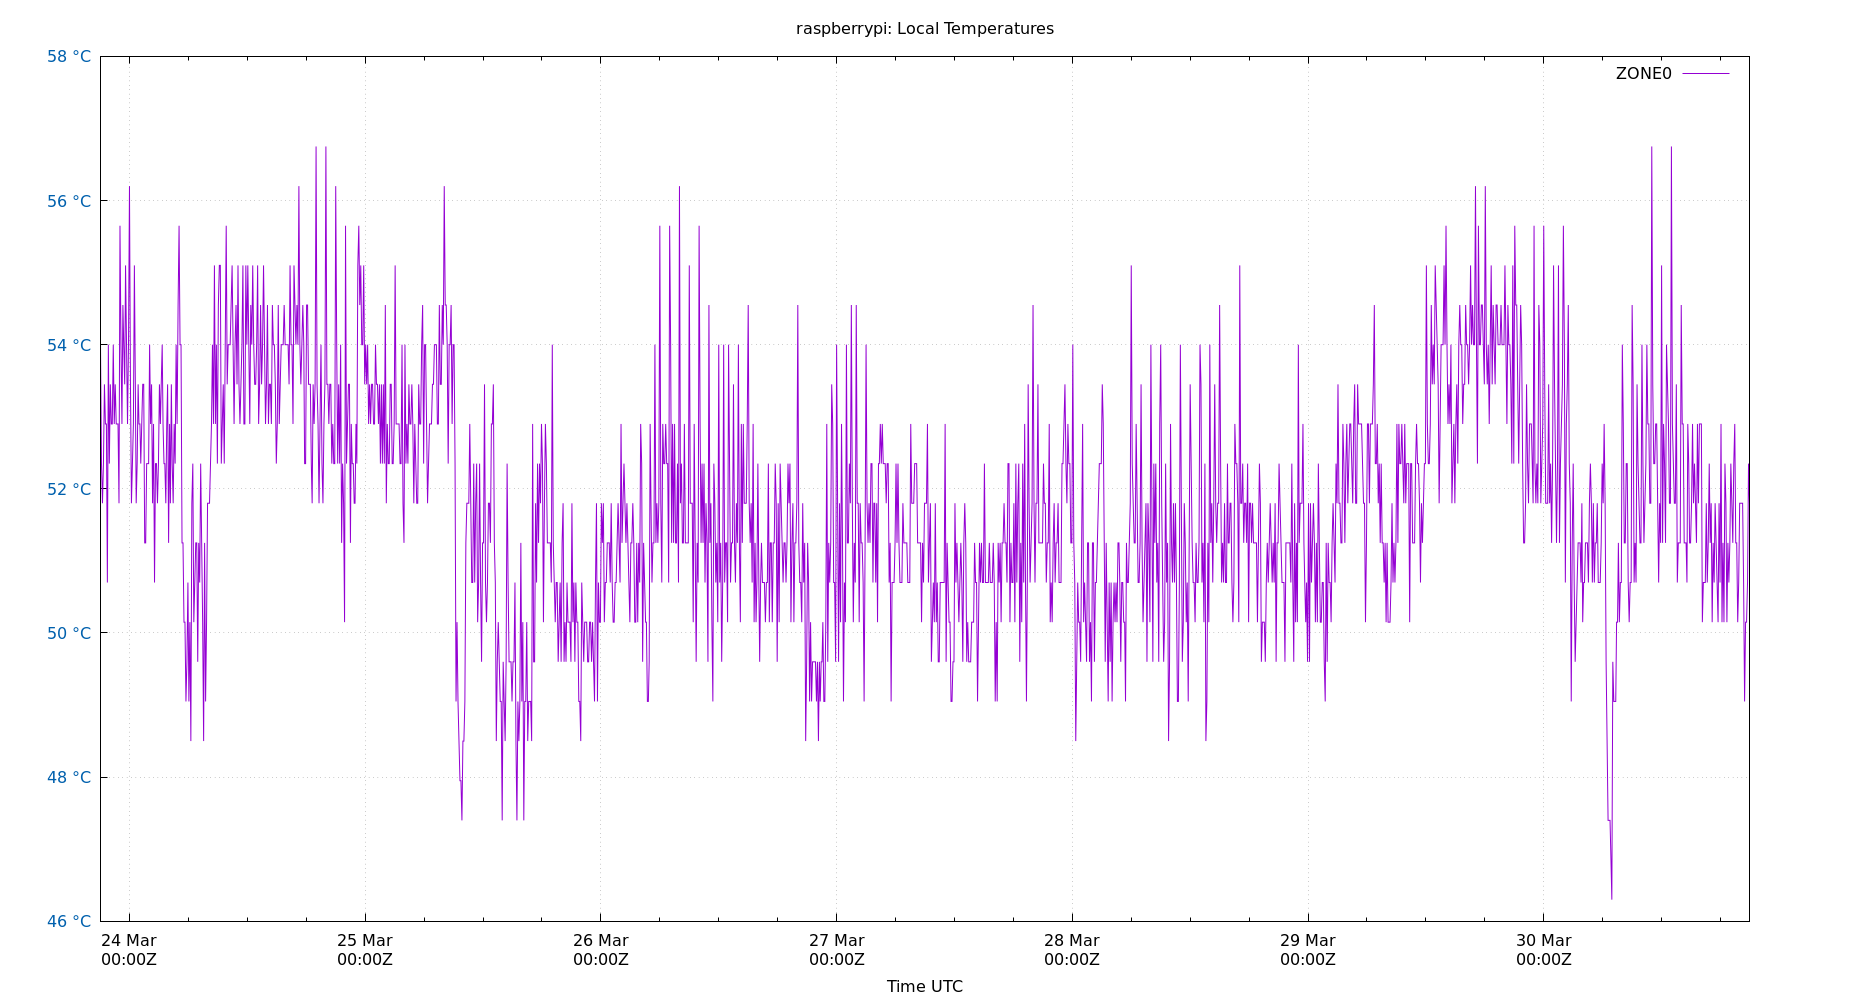 raspberrypi: Local Temperatures
58 °C
ZONE0
56 °C
54 °C
52 °C
50 °C
48 °C
46 °C
24 Mar 25 Mar 26 Mar 27 Mar 28 Mar 29 Mar 30 Mar
00:00Z 00:00Z 00:00Z 00:00Z 00:00Z 00:00Z 00:00Z
Time UTC